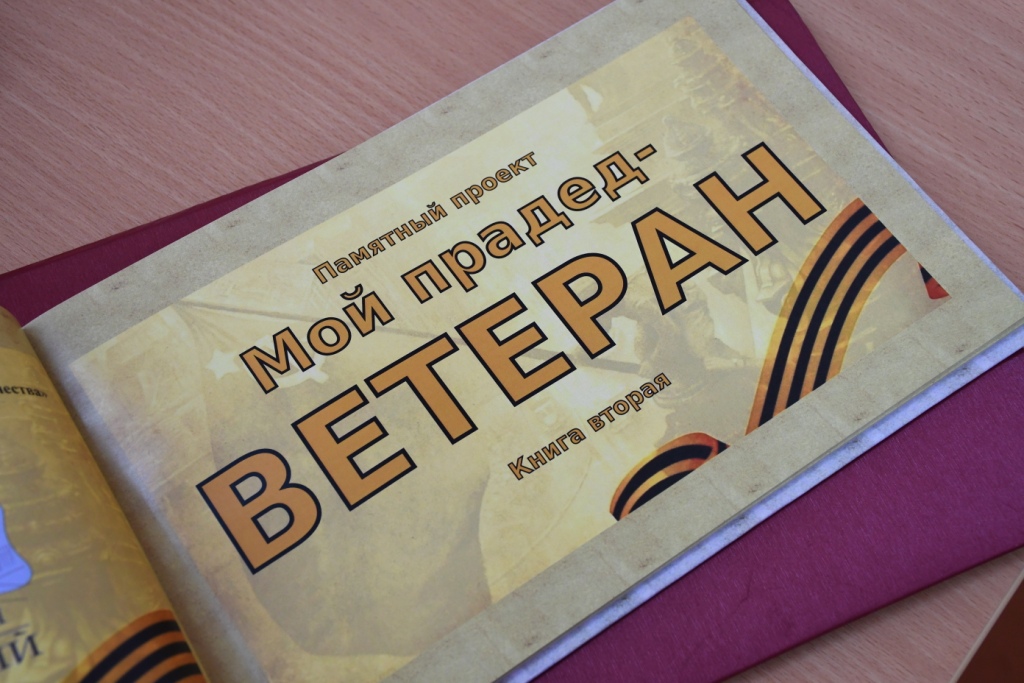 Памятный проект
Мой прадед-
ВЕТЕРАН
Книга вторая